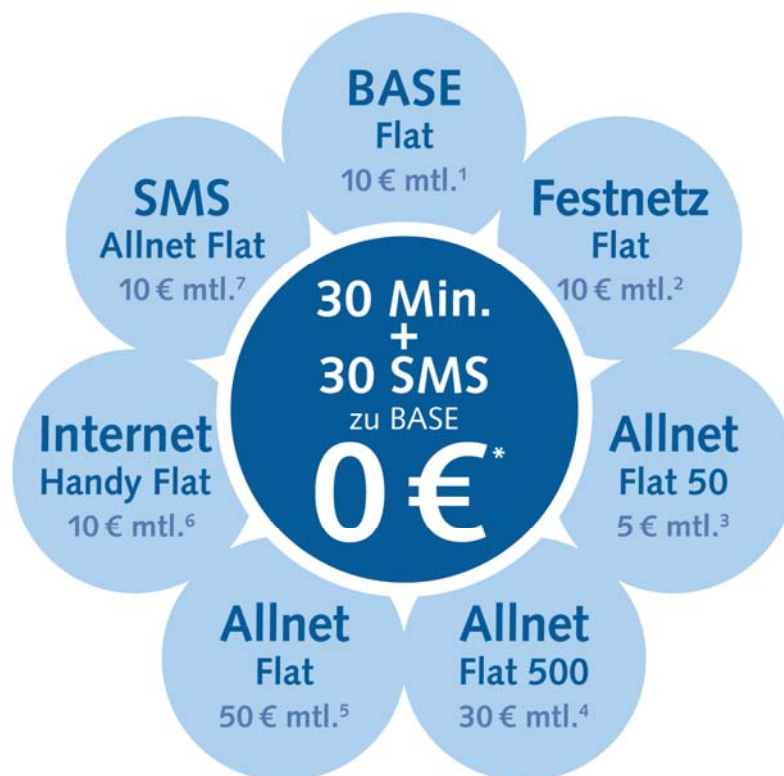 BASE
Flat
10 € mtl.¹
Festnetz
Flat
10 € mtl.²
Allnet
Flat 50
5 € mtl.³
Allnet
Flat 500
30 € mtl.⁴
Allnet
Flat
50 € mtl.⁵
Internet
Handy Flat
10 € mtl.⁶
SMS
Allnet Flat
10 € mtl.⁷
30 Min.
+
30 SMS
zu BASE
0 €*